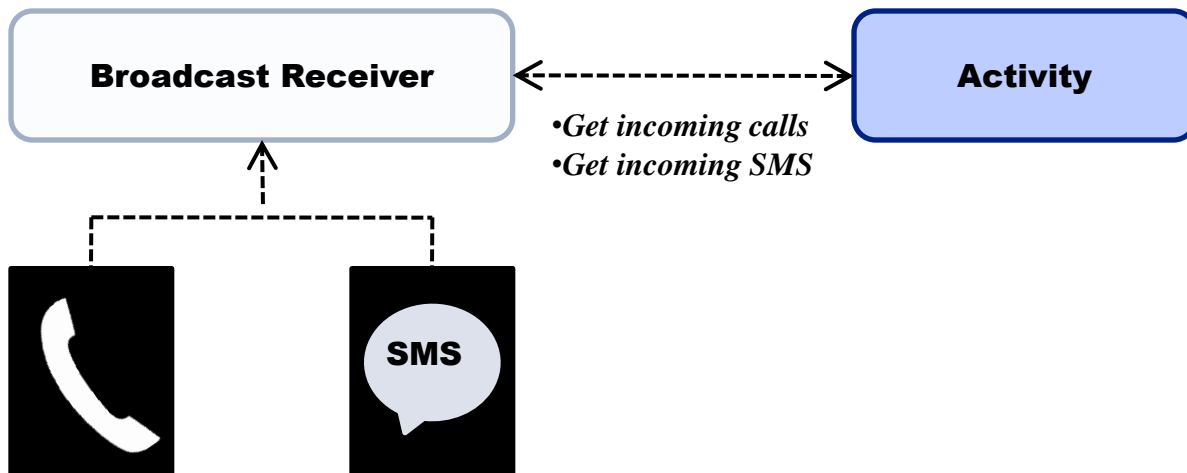 Broadcast Receiver
Activity
•Get incoming calls
•Get incoming SMS
SMS